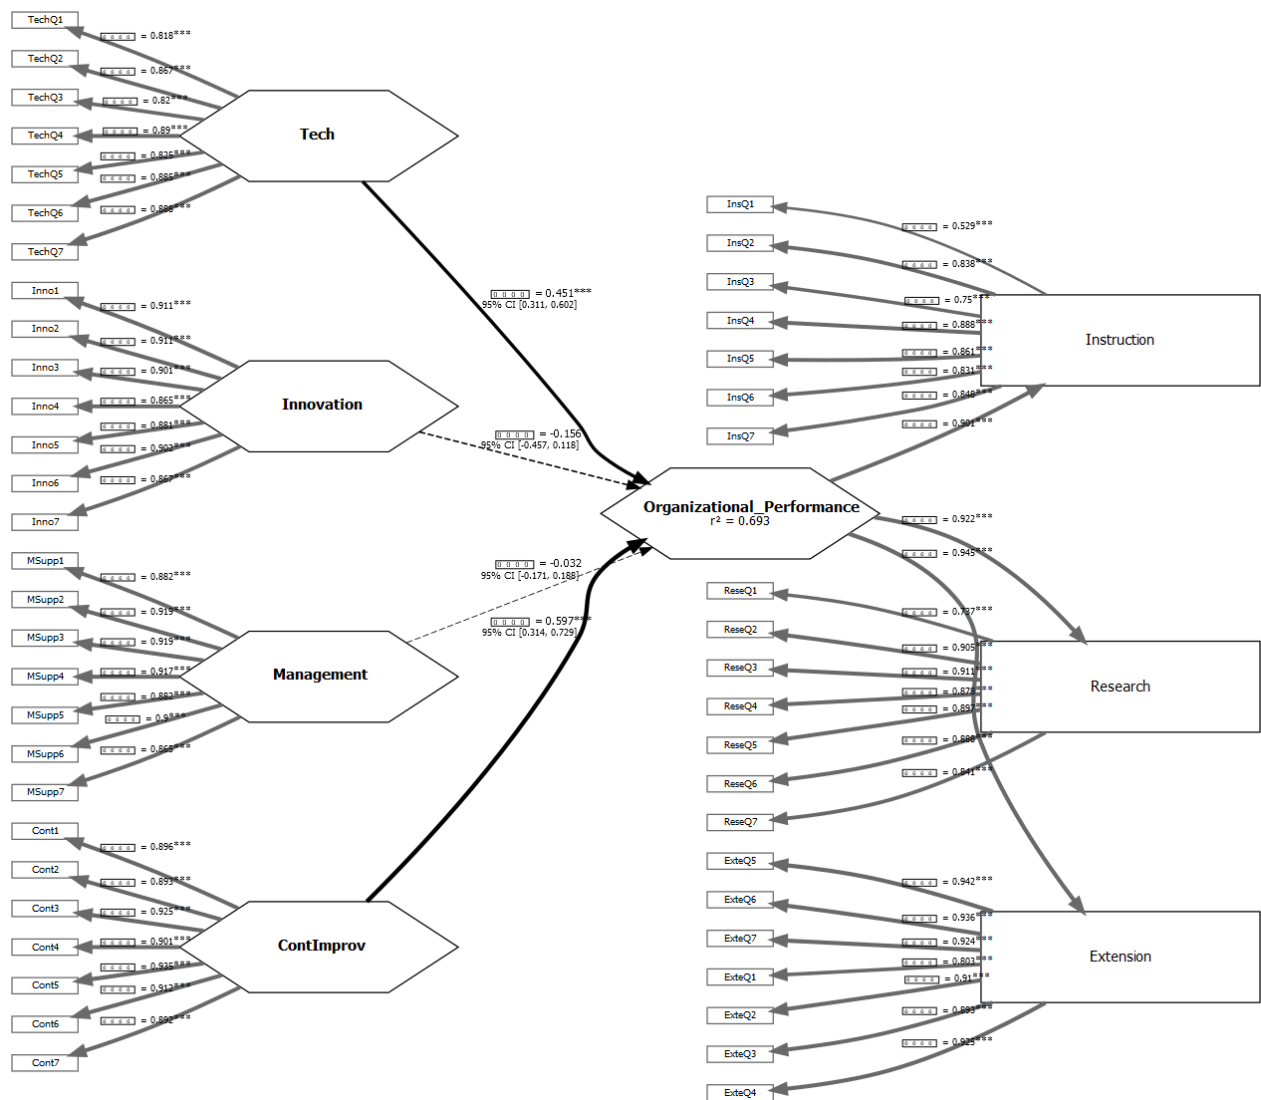 TechQ1
= 0.818***
TechQ2
= 0.867***
TechQ3
= 0.82***
TechQ4
= 0.89***
TechQ5
= 0.825***
TechQ6
= 0.885***
TechQ7
= 0.888***
Tech
Inno1
= 0.911***
Inno2
= 0.911***
Inno3
= 0.901***
Inno4
= 0.865***
Inno5
= 0.881***
Inno6
= 0.902***
Inno7
= 0.867***
Innovation
MSupp1
= 0.882***
MSupp2
= 0.919***
MSupp3
= 0.919***
MSupp4
= 0.917***
MSupp5
= 0.882***
MSupp6
= 0.9***
MSupp7
= 0.865***
Management
Cont1
= 0.896***
Cont2
= 0.893***
Cont3
= 0.925***
Cont4
= 0.901***
Cont5
= 0.935***
Cont6
= 0.912***
Cont7
= 0.892***
ContImprov
= 0.451***
95% CI [0.311, 0.602]
= -0.156
95% CI [-0.457, 0.118]
= -0.032
95% CI [-0.171, 0.188]
= 0.597***
95% CI [0.314, 0.729]
Organizational_Performance
r² = 0.693
InsQ1
= 0.529***
InsQ2
= 0.838***
InsQ3
= 0.75***
InsQ4
= 0.888***
InsQ5
= 0.861***
InsQ6
= 0.831***
InsQ7
= 0.848***
= 0.901***
Instruction
= 0.922***
= 0.945***
ReseQ1
= 0.737***
ReseQ2
= 0.905***
ReseQ3
= 0.911***
ReseQ4
= 0.878***
ReseQ5
= 0.897***
ReseQ6
= 0.888***
ReseQ7
= 0.841***
Research
ExteQ5
= 0.942***
ExteQ6
= 0.936***
ExteQ7
= 0.924***
ExteQ1
= 0.803***
ExteQ2
= 0.91***
ExteQ3
= 0.893***
ExteQ4
= 0.925***
Extension